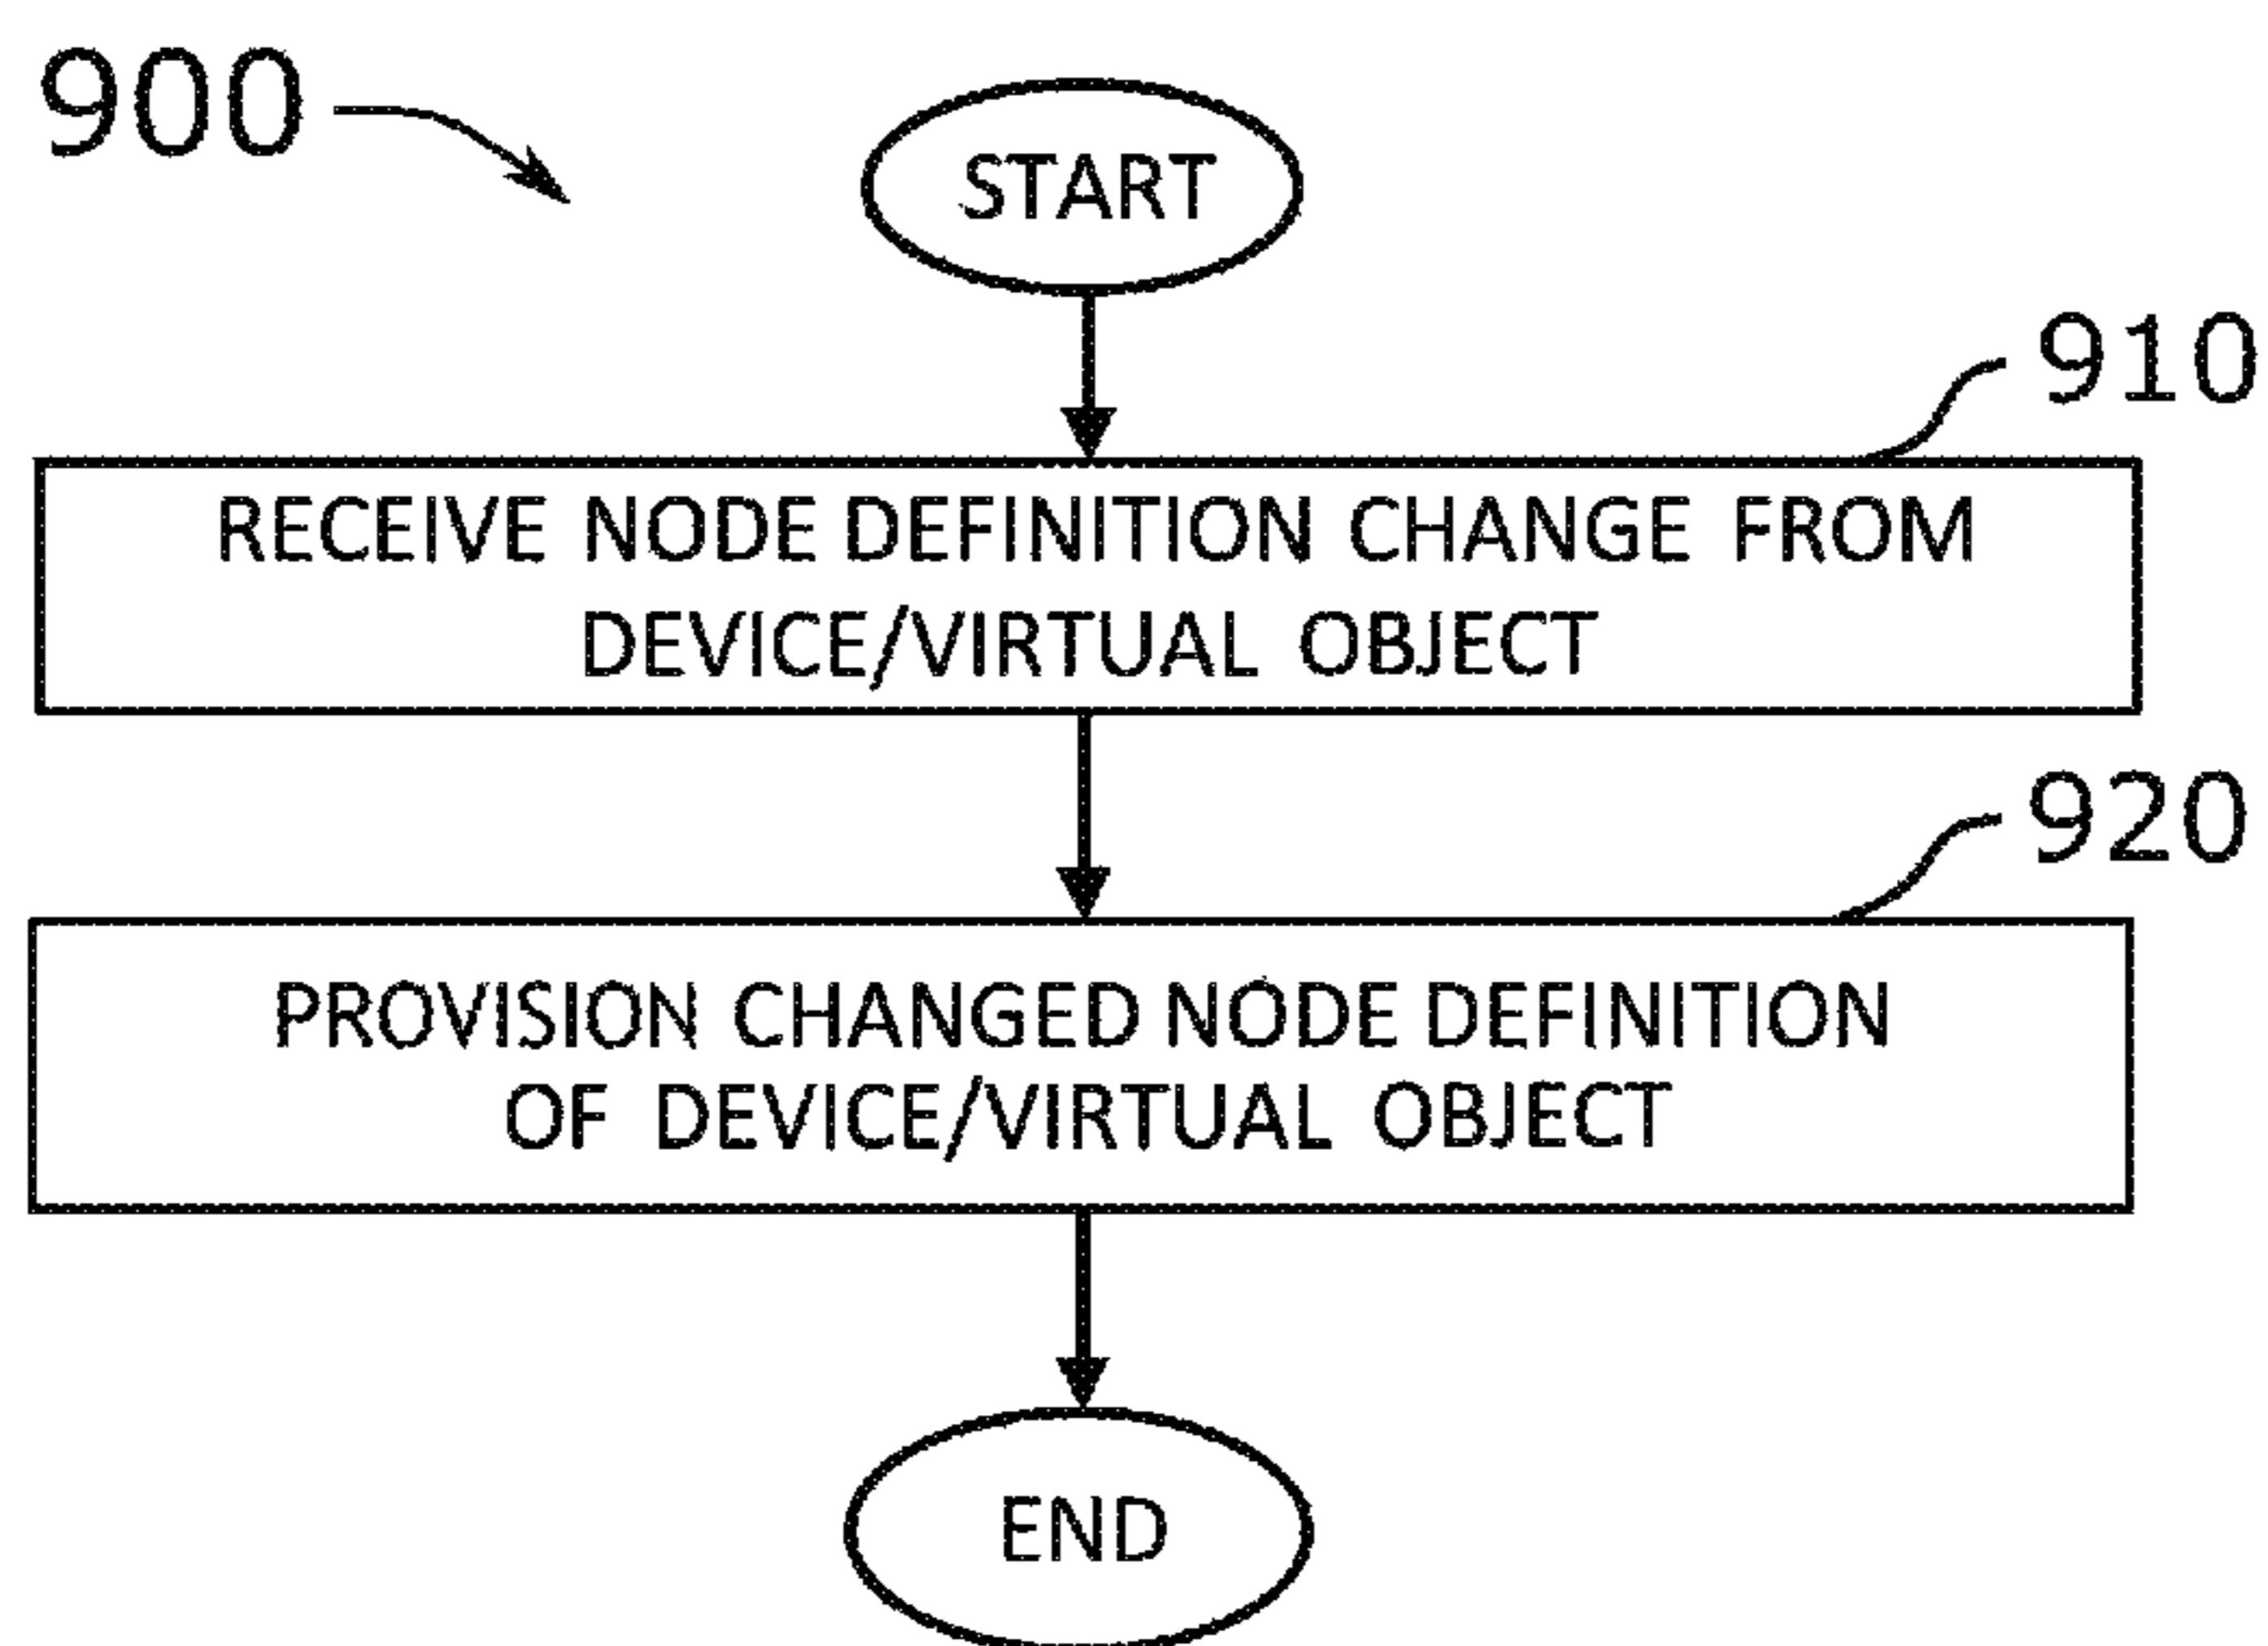 900
START
910
RECEIVE NODE DEFINITION CHANGE FROM
DEVICE/VIRTUAL OBJECT
920
PROVISION CHANGED NODE DEFINITION
OF DEVICE/VIRTUAL OBJECT
END